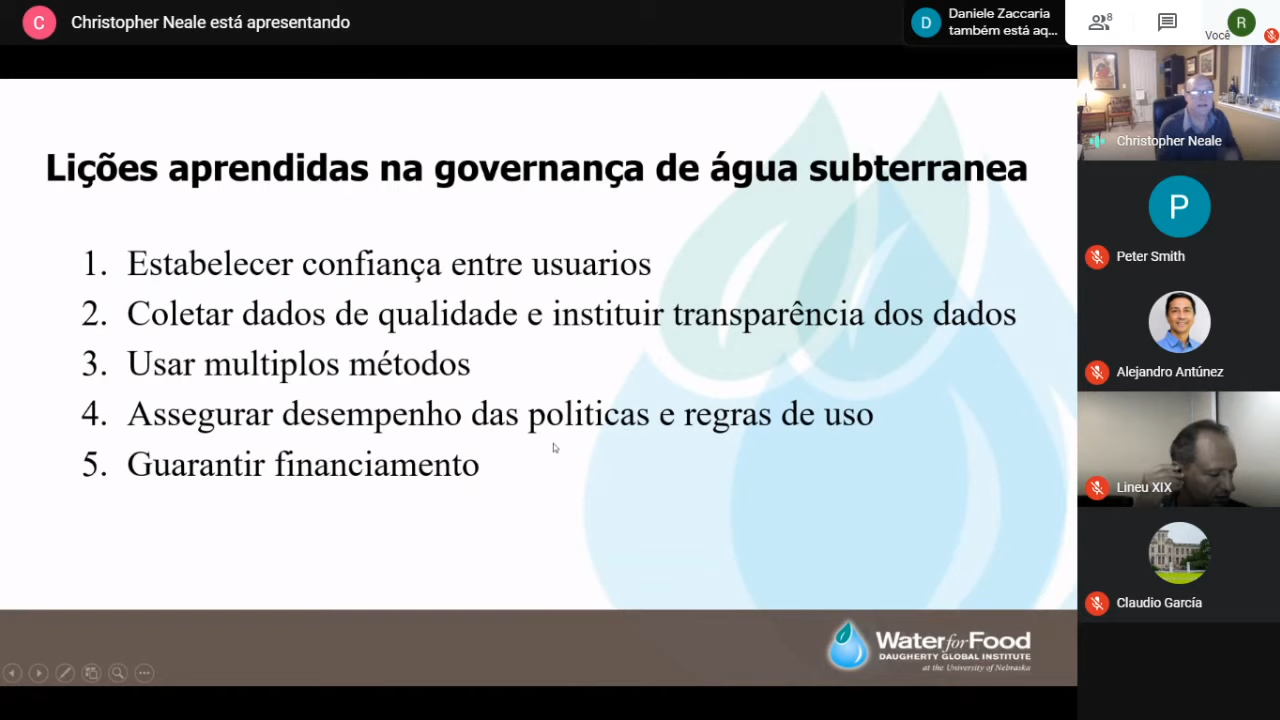 C
Christopher Neale está apresentando
D
Daniele Zaccaria
também está aq...
8
Você
R
Lições aprendidas na governança de água subterranea
1. Estabelecer confiança entre usuarios
2. Coletar dados de qualidade e instituir transparência dos dados
3. Usar multiplos métodos
4. Assegurar desempenho das politicas e regras de uso
5. Guarantir financiamento
Water for Food
DAUGHERTY GLOBAL INSTITUTE
at the University of Nebraska
Christopher Neale
P
Peter Smith
Alejandro Antúnez
Lineu XIX
Claudio García